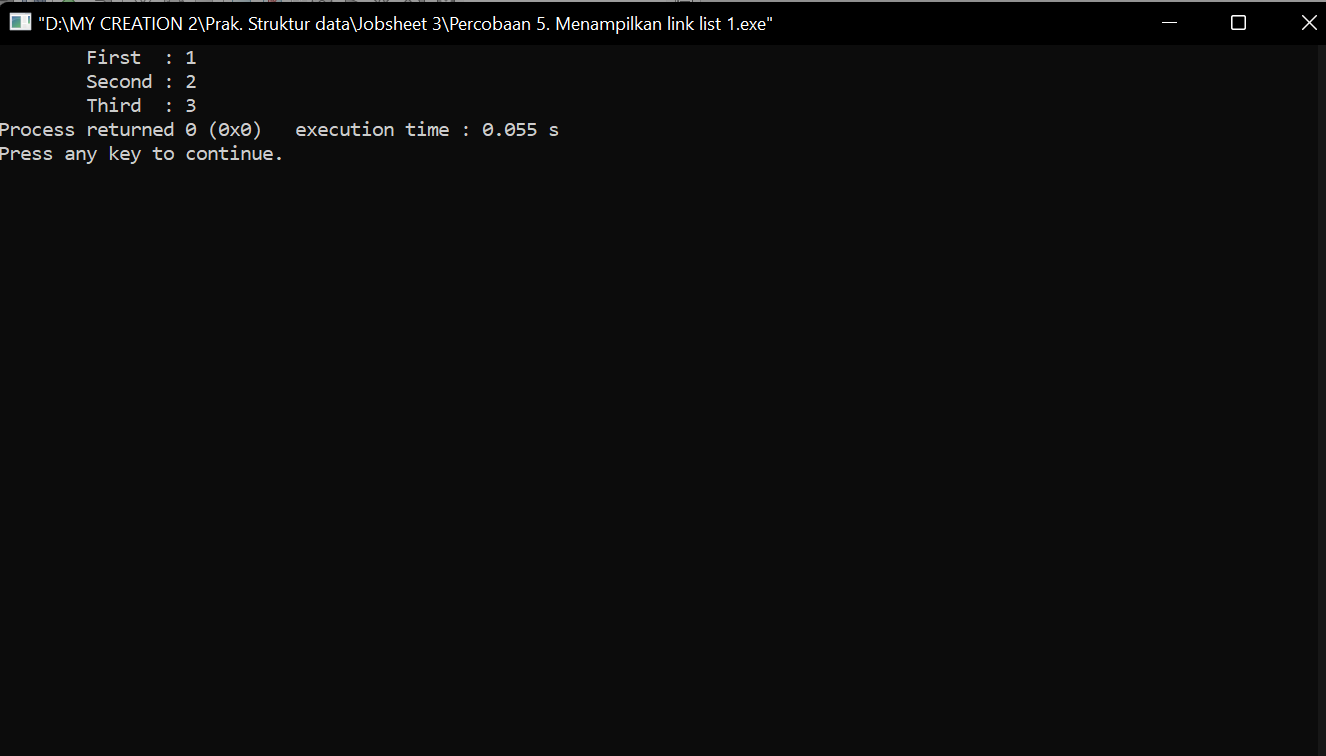 "D:\MY CREATION 2\Prak. Struktur data\Jobsheet 3\Percobaan 5. Menampilkan link list 1.exe"
First  : 1
Second : 2
Third  : 3
Process returned 0 (0x0)   execution time : 0.055 s
Press any key to continue.